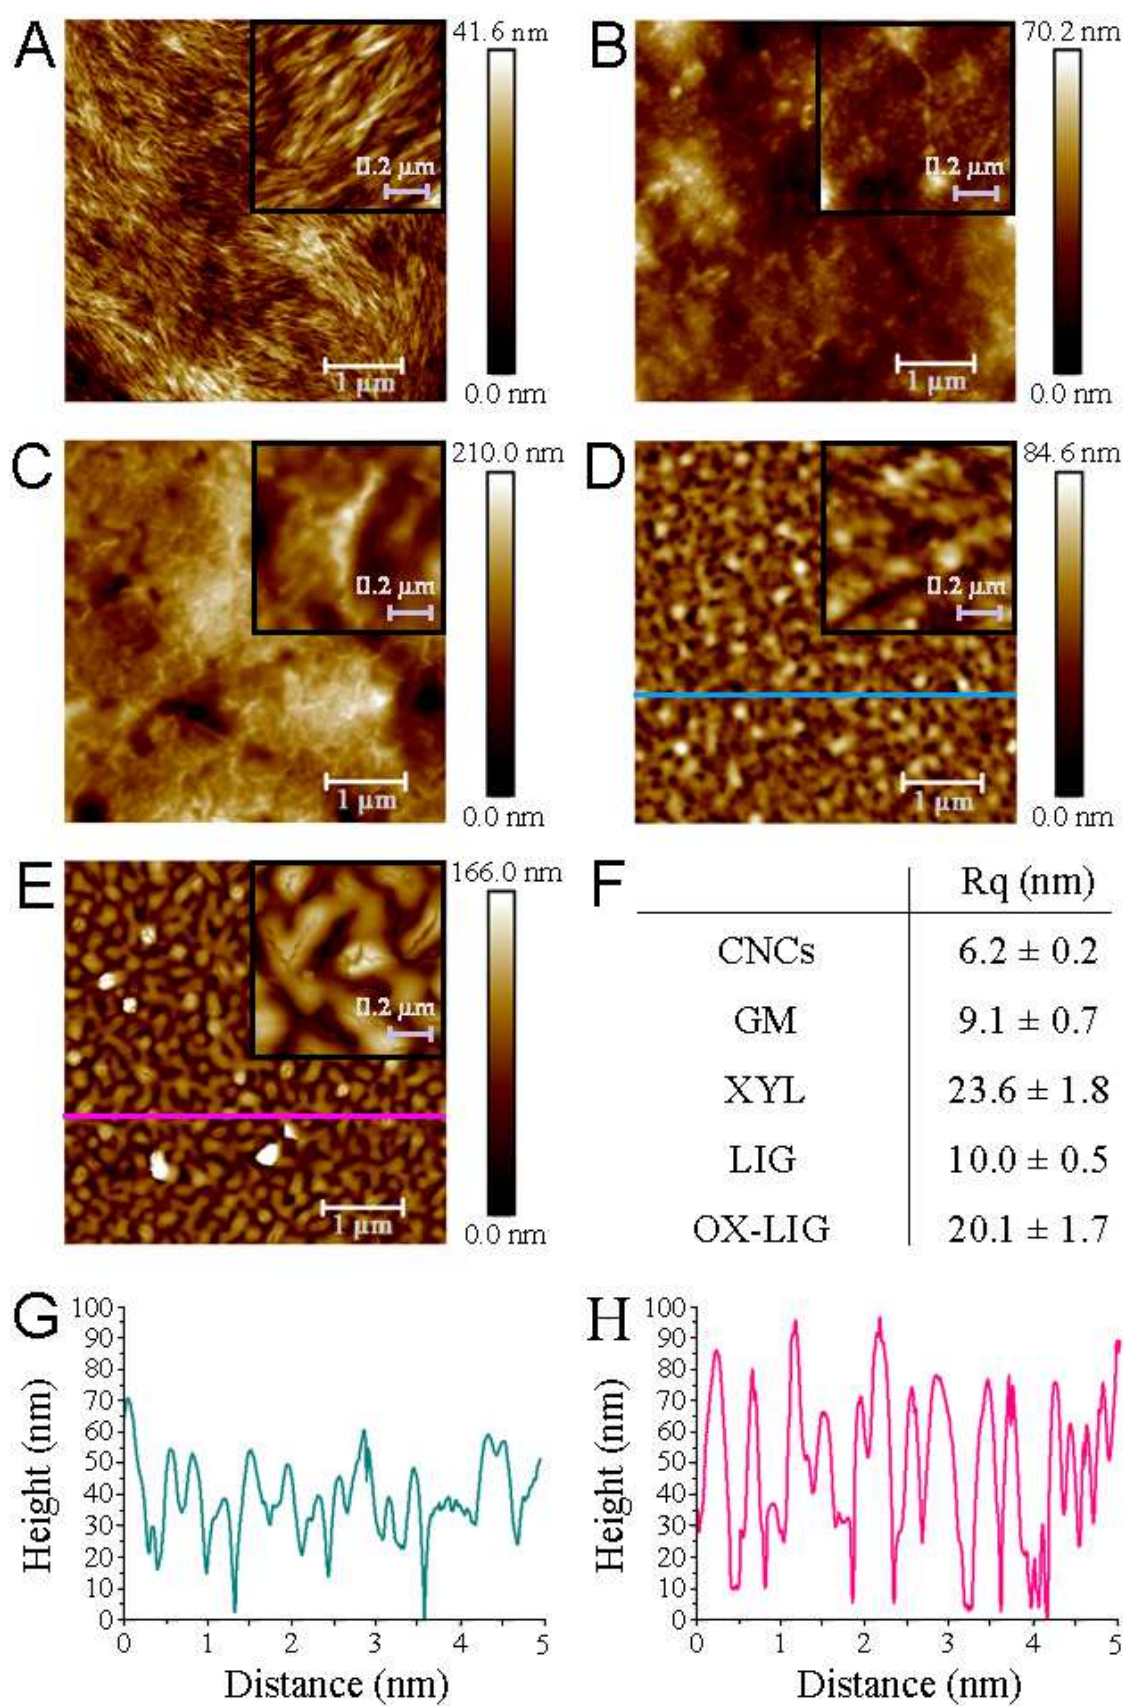 A
41.6 nm
0.2 μm
1 μm
0.0 nm
B
70.2 nm
0.2 μm
1 μm
0.0 nm
C
210.0 nm
0.2 μm
1 μm
0.0 nm
D
84.6 nm
0.2 μm
1 μm
0.0 nm
E
166.0 nm
0.2 μm
1 μm
0.0 nm
F
Rq (nm)
CNCs 6.2 ± 0.2
GM 9.1 ± 0.7
XYL 23.6 ± 1.8
LIG 10.0 ± 0.5
OX-LIG 20.1 ± 1.7
G
Height (nm)
100
90
80
70
60
50
40
30
20
10
0
0 1 2 3 4 5
Distance (nm)
H
Height (nm)
100
90
80
70
60
50
40
30
20
10
0
0 1 2 3 4 5
Distance (nm)